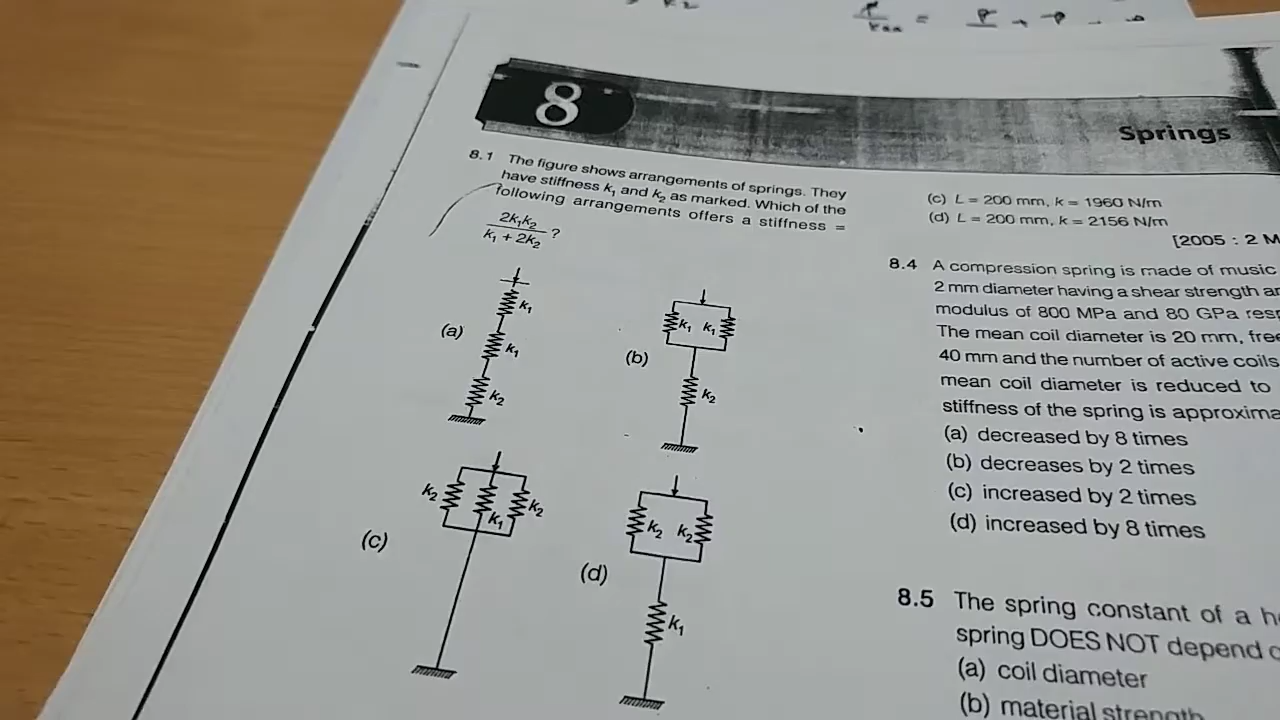 8
Springs
8.1 The figure shows arrangements of springs. They
have stiffness k₁ and k₂ as marked. Which of the
following arrangements offers a stiffness =
2k₁k₂
k₁ + 2k₂ ?
(a)
k₁
k₁
k₂
(b)
k₁ k₁
k₂
(c)
k₂ k₁ k₂
(d)
k₂ k₂
k₁
(c) L = 200 mm, k = 1960 N/m
(d) L = 200 mm, k = 2156 N/m
[2005 : 2 M
8.4 A compression spring is made of music
2 mm diameter having a shear strength
modulus of 800 MPa and 80 GPa
The mean coil diameter is 20 mm,
40 mm and the number of active coils
mean coil diameter is reduced to
stiffness of the spring is
(a) decreased by 8 times
(b) decreases by 2 times
(c) increased by 2 times
(d) increased by 8 times
8.5 The spring constant of a
spring DOES NOT depend
(a) coil diameter
(b) material strength